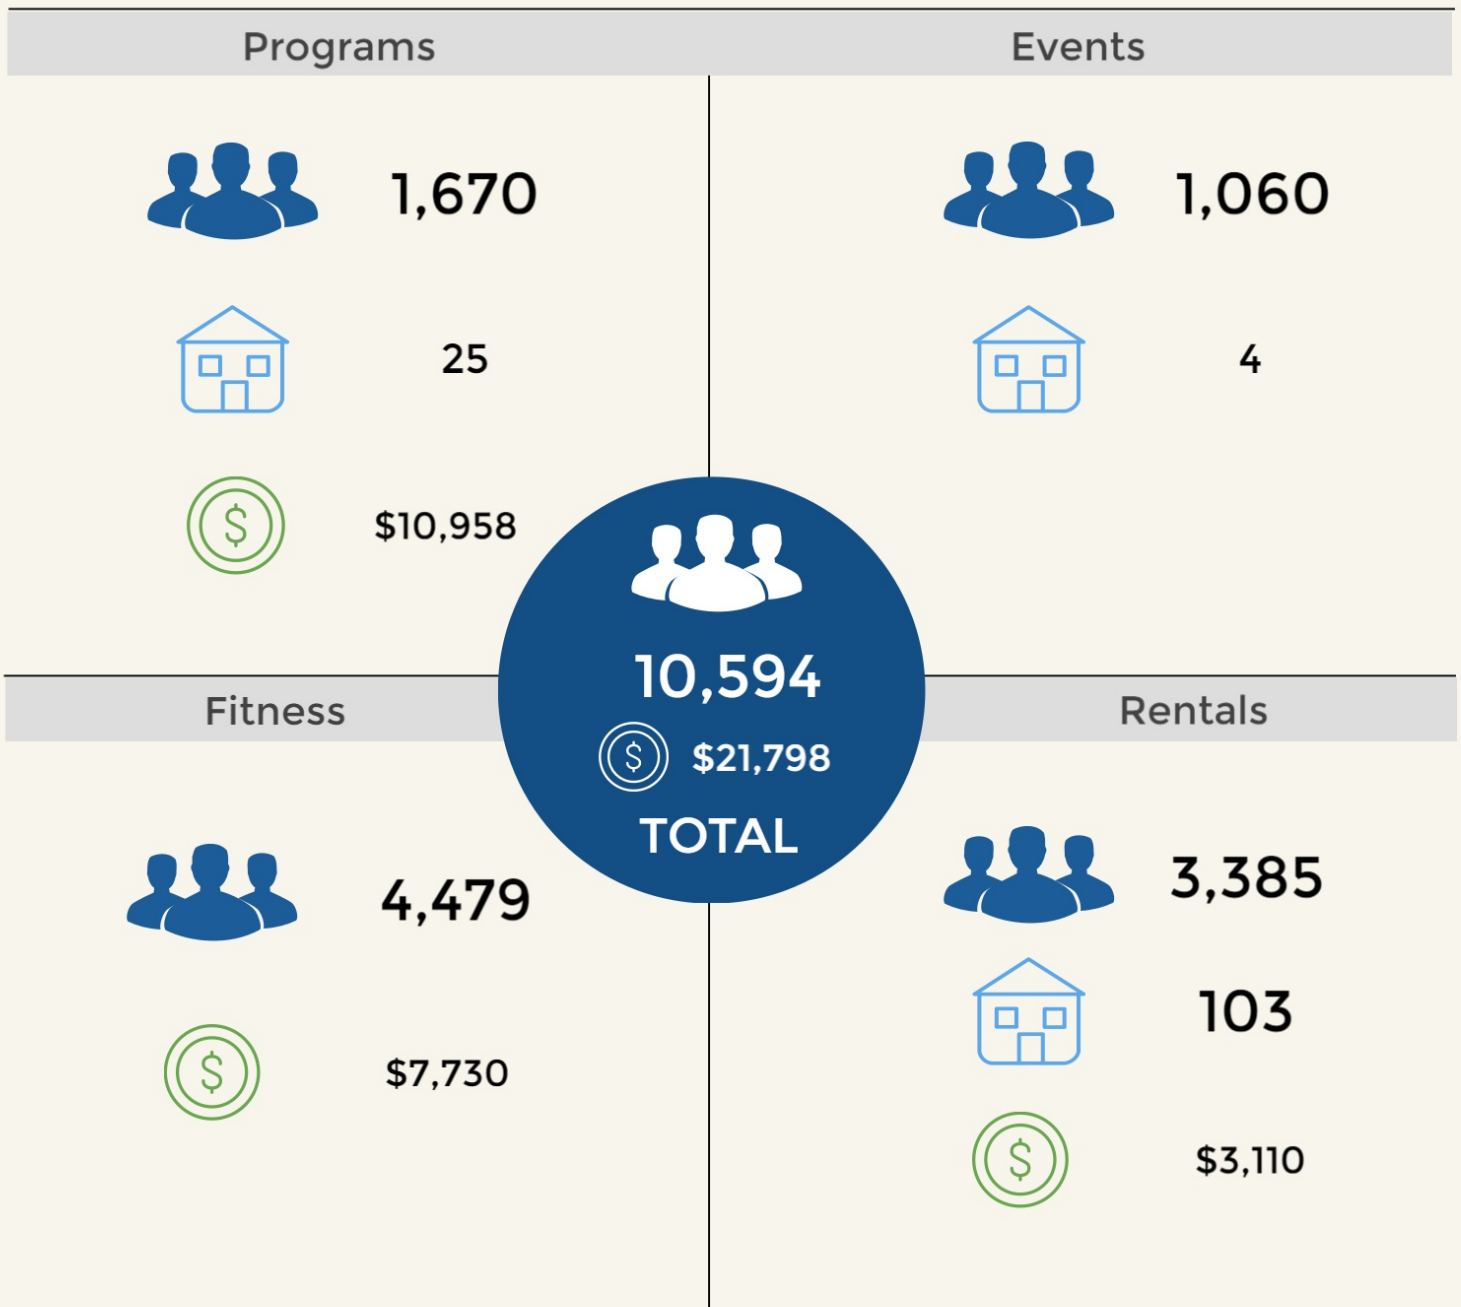 Programs
1,670
25
$10,958
Events
1,060
4
10,594
$21,798
TOTAL
Fitness
4,479
$7,730
Rentals
3,385
103
$3,110